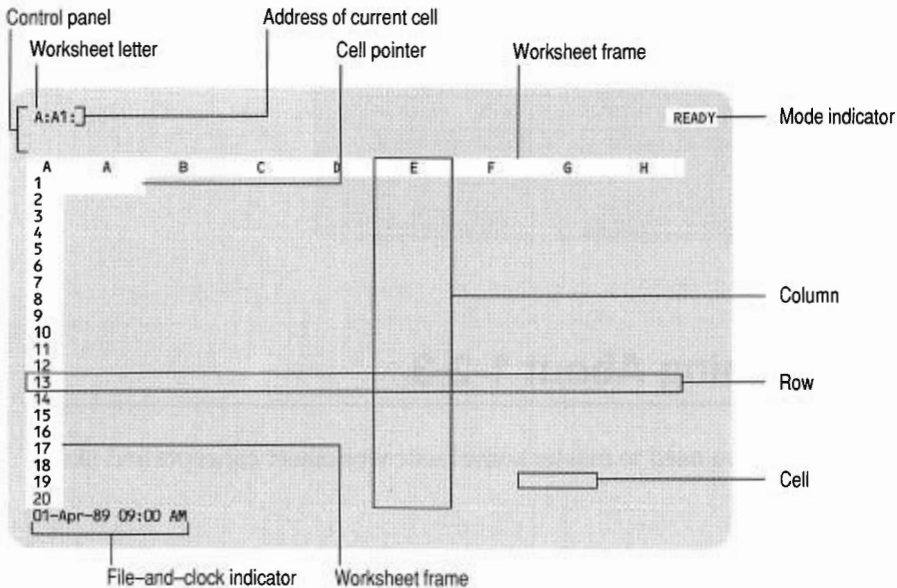 Control panel
Address of current cell
Worksheet letter
Cell pointer
Worksheet frame
A:A1:
READY
Mode indicator
A A B C D E F G H
1
2
3
4
5
6
7
8
9
10
11
12
13
14
15
16
17
18
19
20
Column
Row
Cell
01-Apr-89 09:00 AM
File-and-clock indicator
Worksheet frame